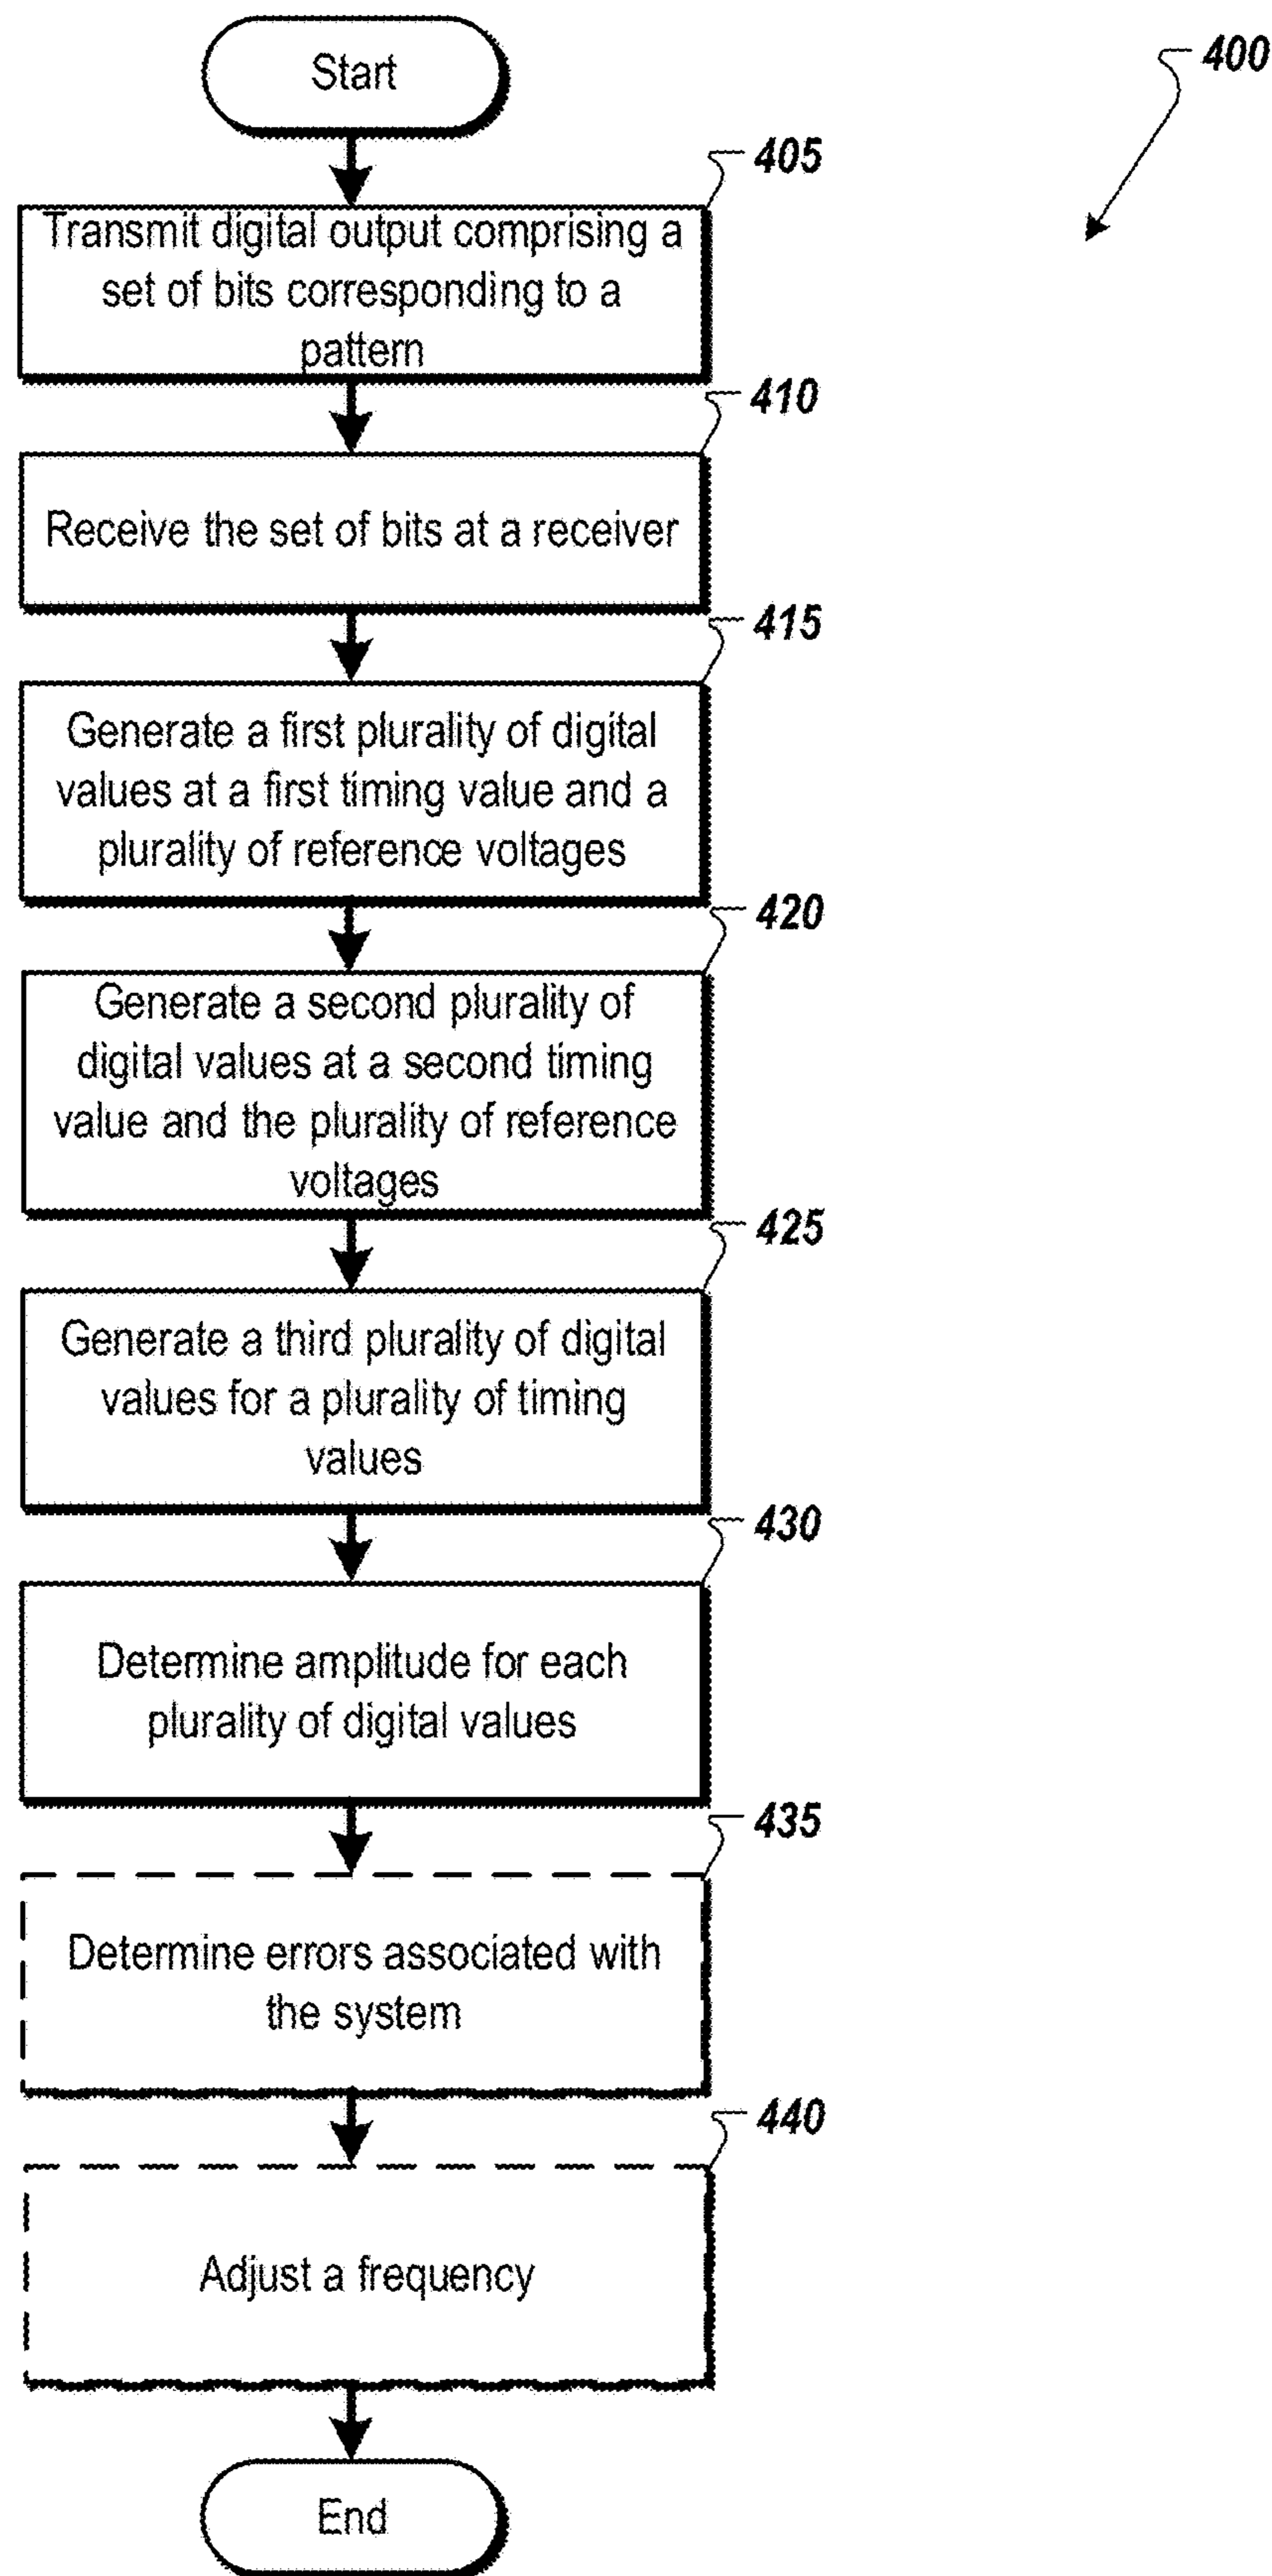 Start
400
405
Transmit digital output comprising a
set of bits corresponding to a
pattern
410
Receive the set of bits at a receiver
415
Generate a first plurality of digital
values at a first timing value and a
plurality of reference voltages
420
Generate a second plurality of
digital values at a second timing
value and the plurality of reference
voltages
425
Generate a third plurality of digital
values for a plurality of timing
values
430
Determine amplitude for each
plurality of digital values
435
Determine errors associated with
the system
440
Adjust a frequency
End